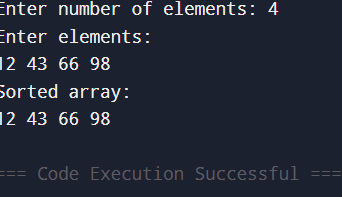 Enter number of elements: 4
Enter elements:
12 43 66 98
Sorted array:
12 43 66 98
=== Code Execution Successful ===